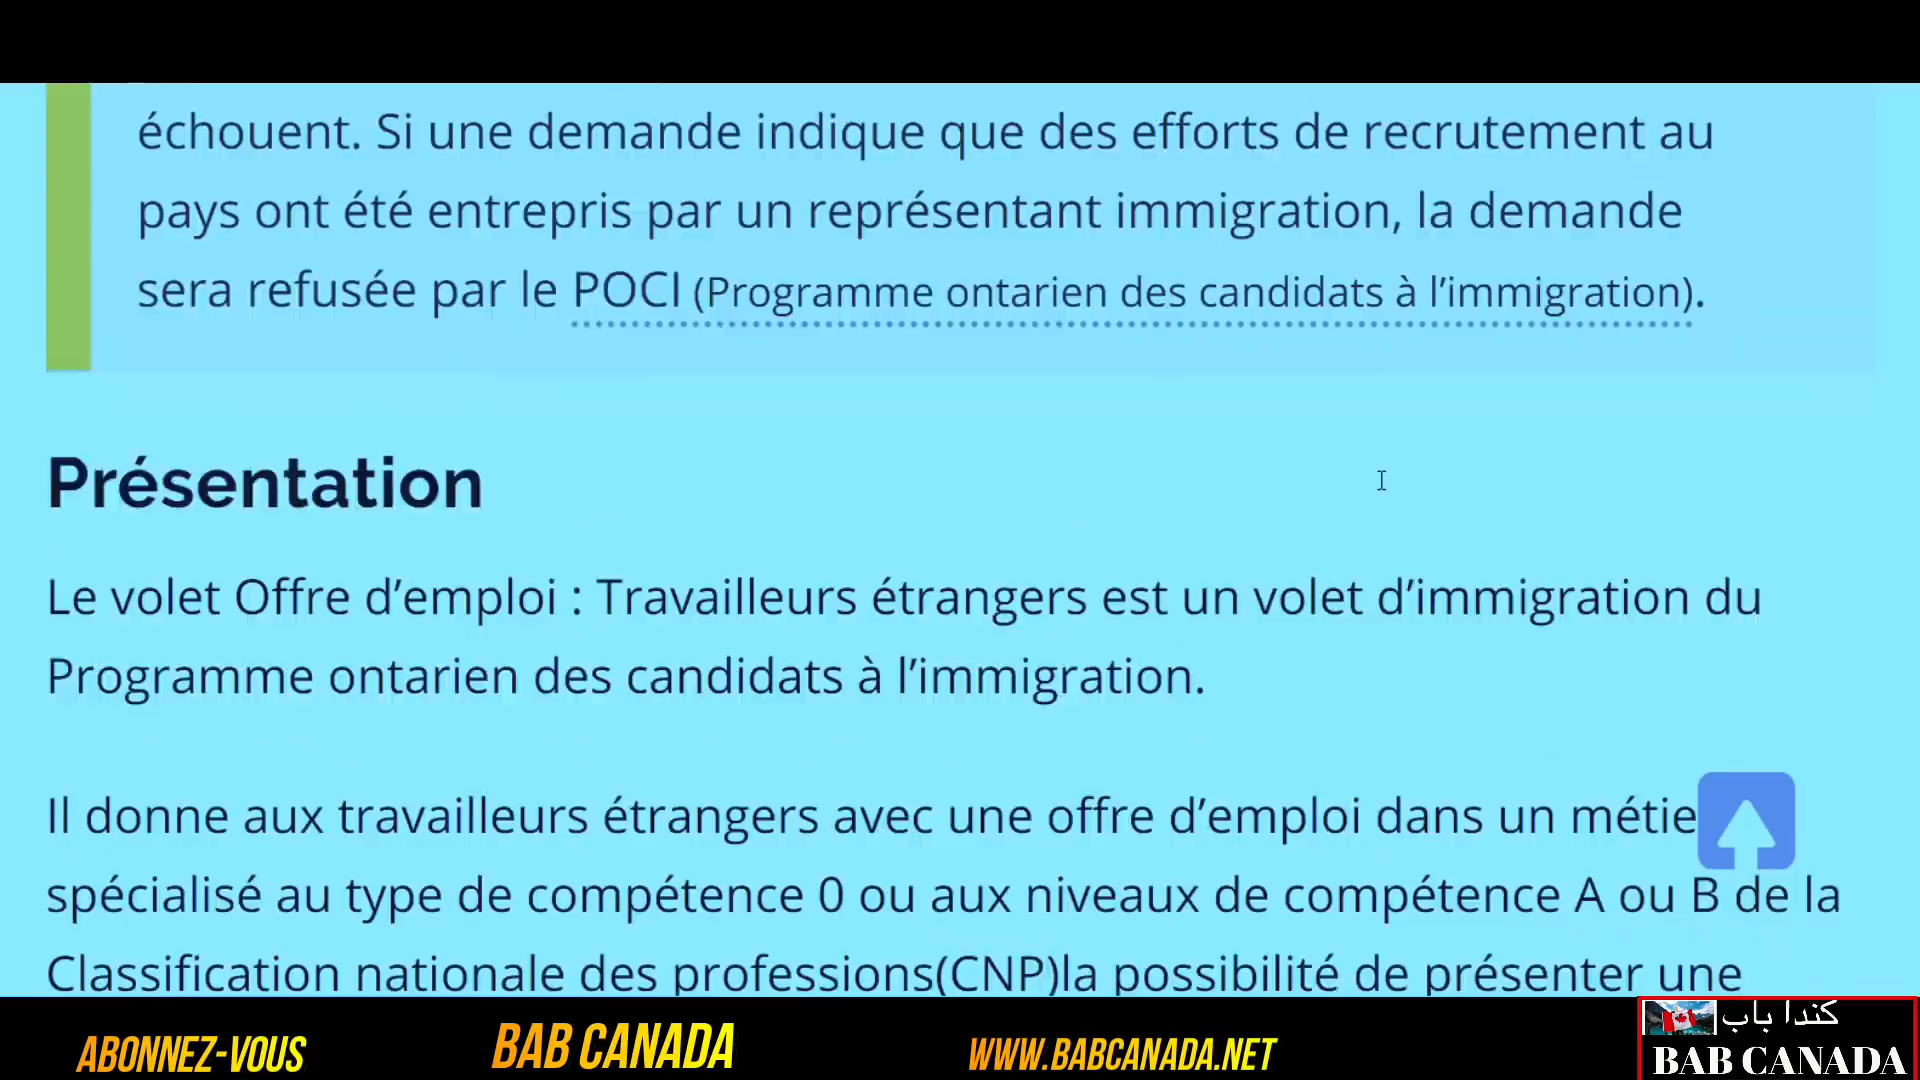 échouent. Si une demande indique que des efforts de recrutement au
pays ont été entrepris par un représentant immigration, la demande
sera refusée par le POCI (Programme ontarien des candidats à l’immigration).
Présentation
Le volet Offre d’emploi : Travailleurs étrangers est un volet d’immigration du
Programme ontarien des candidats à l’immigration.
Il donne aux travailleurs étrangers avec une offre d’emploi dans un métie
spécialisé au type de compétence 0 ou aux niveaux de compétence A ou B de la
Classification nationale des professions(CNP)la possibilité de présenter une
ABONNEZ-VOUS
BAB CANADA
WWW.BABCANADA.NET
كندا باب
BAB CANADA